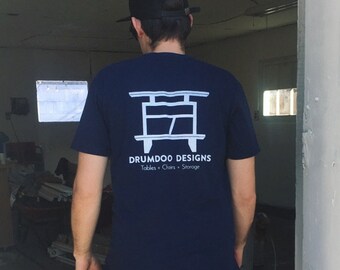 DRUMDOO DESIGNS
Tables + Chairs + Storage